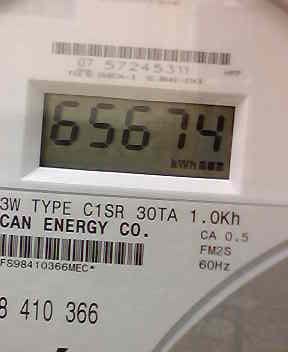 07 57245311
65674
kWh
3W TYPE C1SR 30TA 1.0Kh
CAN ENERGY CO.
CA 0.5
FM2S
FS98410366MEC*
60Hz
8 410 366